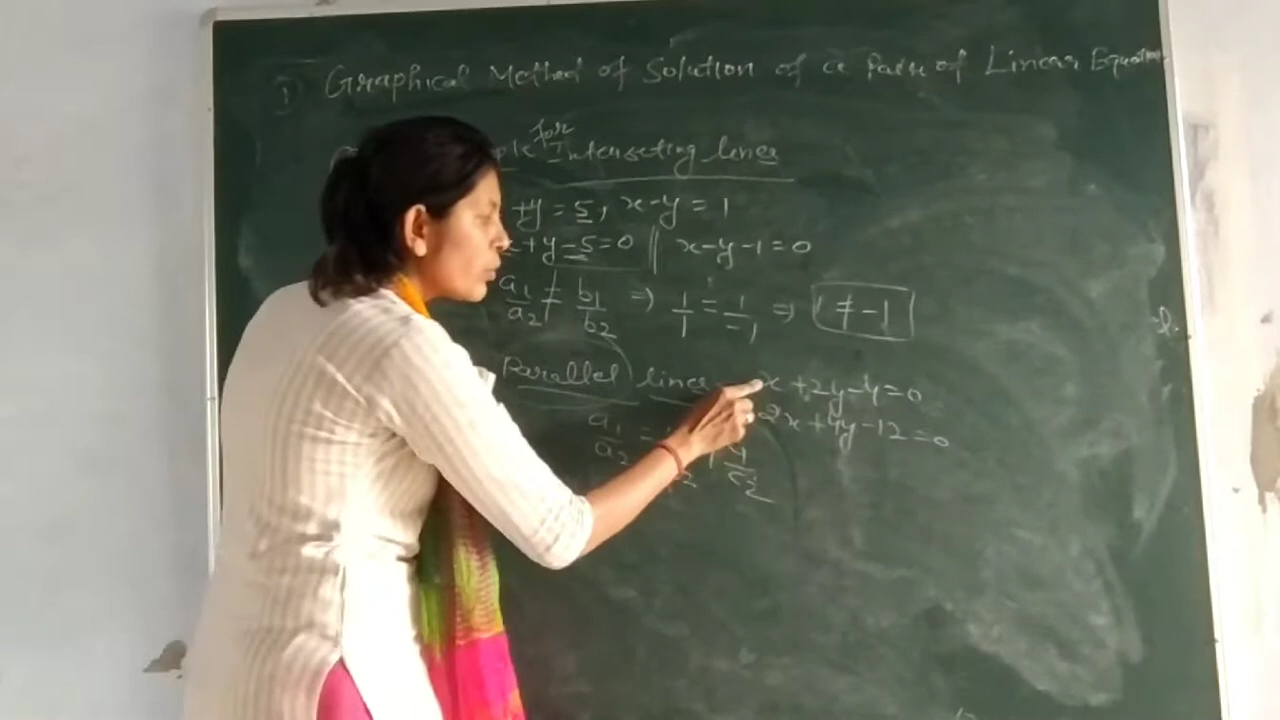 1) Graphical Method of Solution of a Pair of Linear Equations
for
Intersecting lines
+y = 5, x-y = 1
x+y-5=0 || x-y-1=0
a1/a2 ≠ b1/b2 ⇒ 1/1 = 1/-1 ⇒ 1 ≠ -1
Parallel lines x+2y-4=0
2x+4y-12=0
a1/a2 =
c2